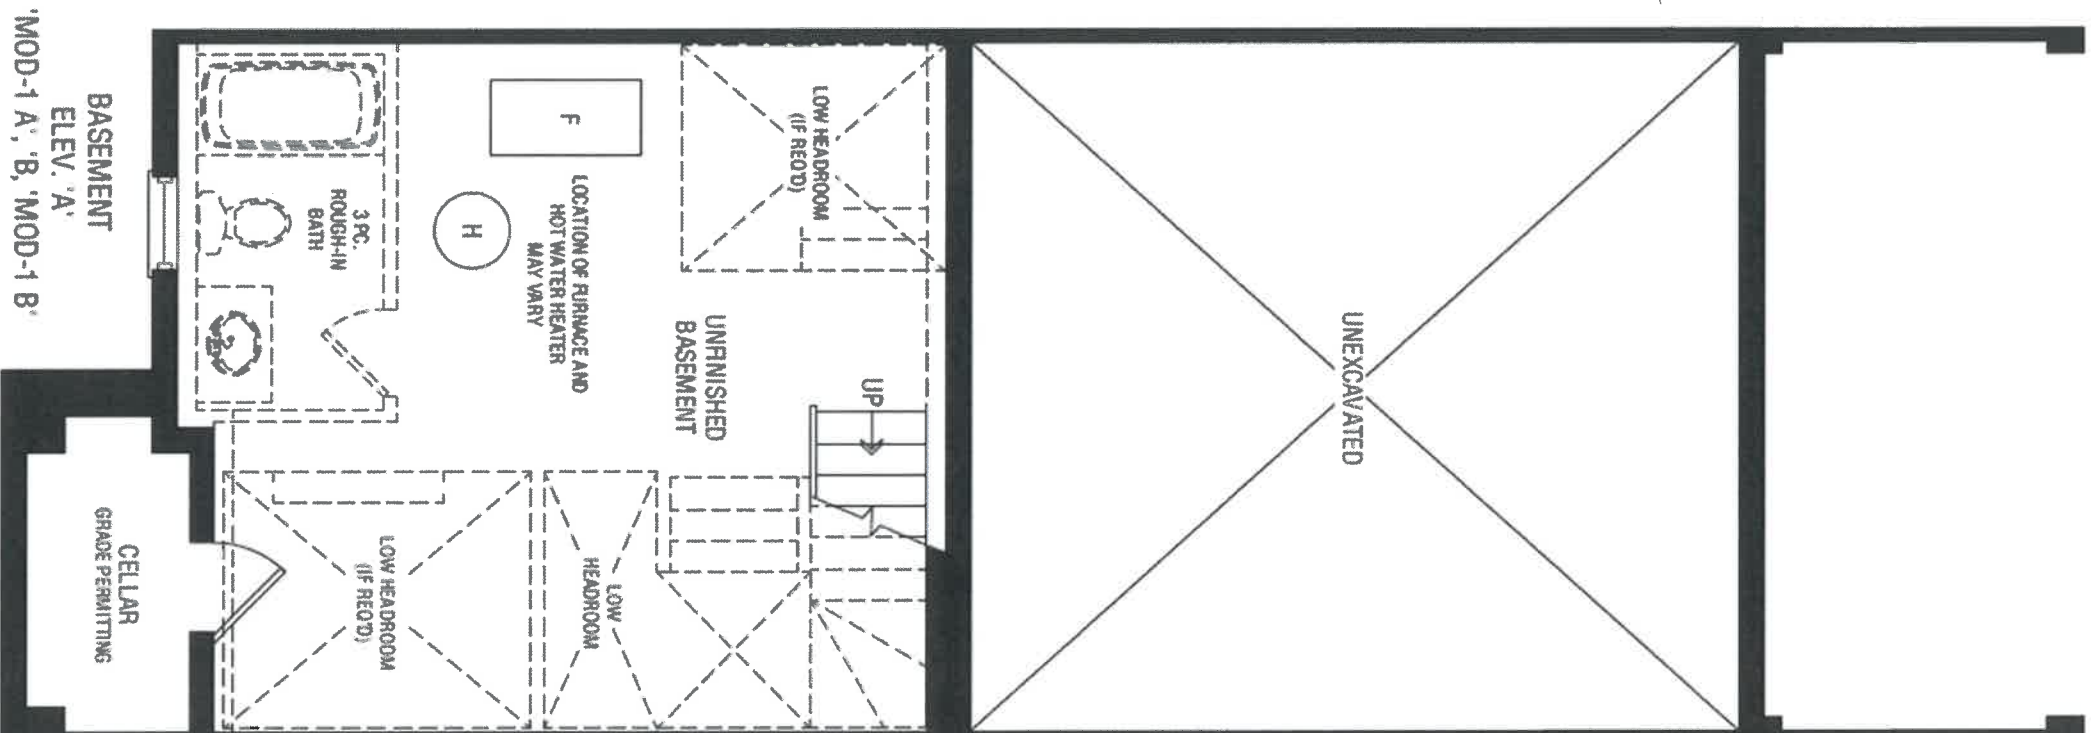 BASEMENT
ELEV. 'A'
'MOD-1 A', 'B, 'MOD-1 B'
3 PC.
ROUGH-IN
BATH
F
H
LOCATION OF FURNACE AND
HOT WATER HEATER
MAY VARY
LOW HEADROOM
(IF REQ'D)
UNFINISHED
BASEMENT
UP
UNEXCAVATED
LOW
HEADROOM
LOW HEADROOM
(IF REQ'D)
CELLAR
GRADE PERMITTING